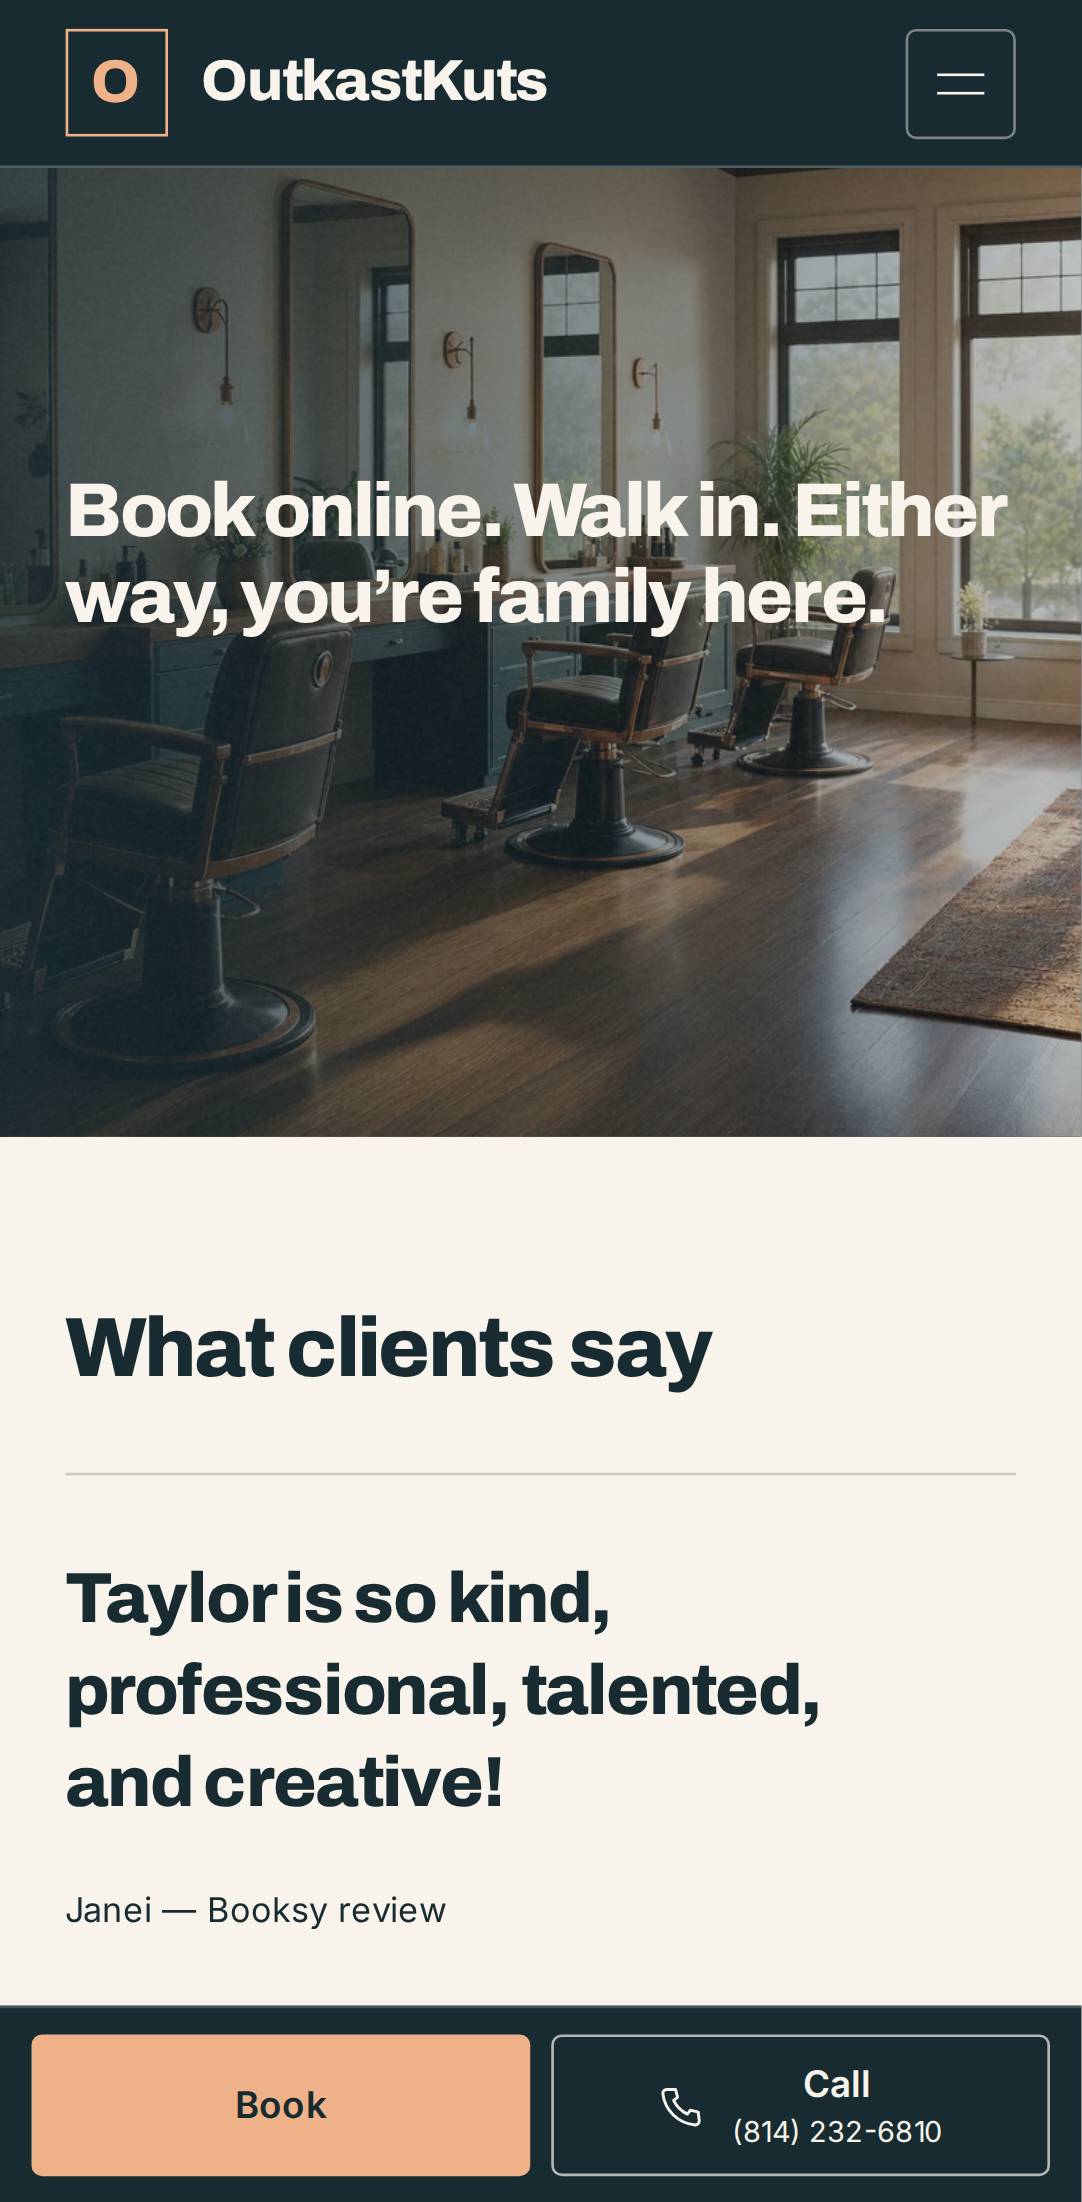 O OutkastKuts
Book online. Walk in. Either
way, you’re family here.
What clients say
Taylor is so kind,
professional, talented,
and creative!
Janei — Booksy review
Book
Call
(814) 232-6810